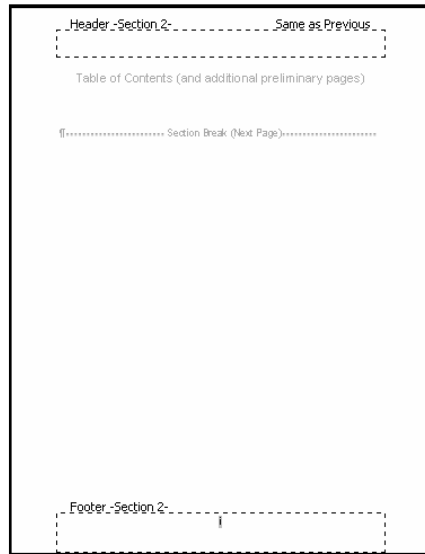 Header -Section 2- Same as Previous
Table of Contents (and additional preliminary pages)
¶ Section Break (Next Page)
Footer -Section 2-
i